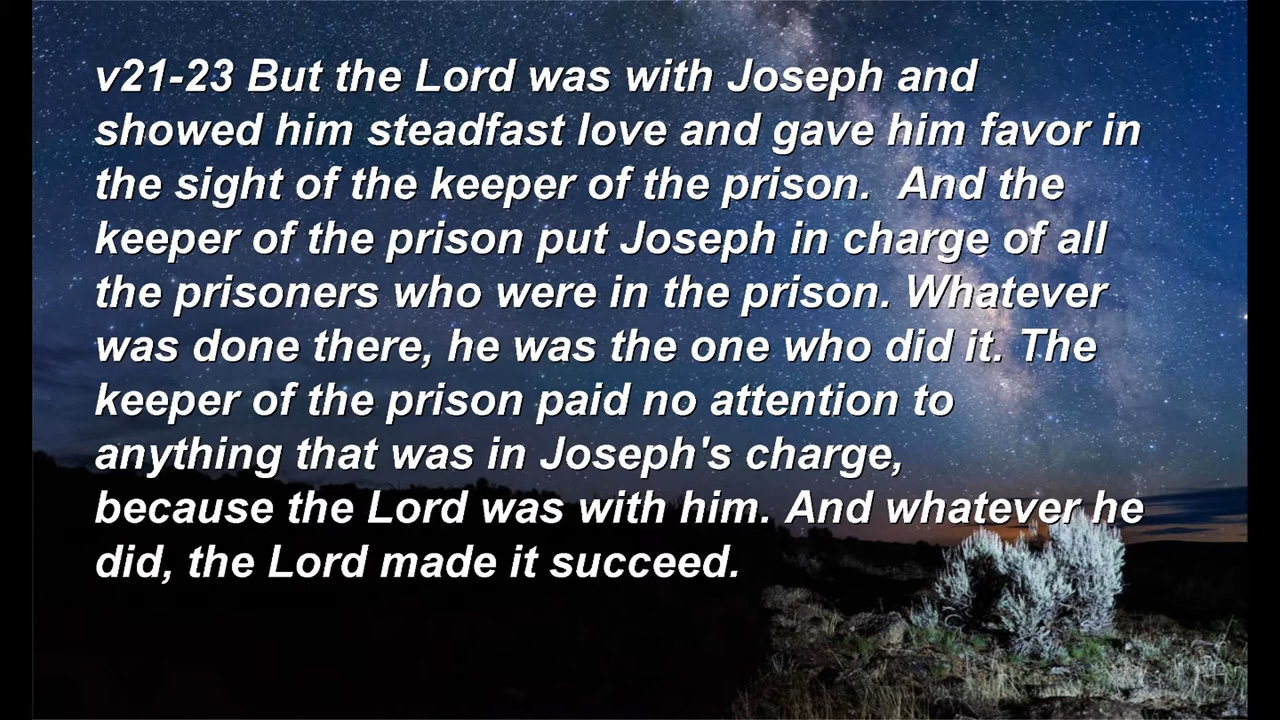 v21-23 But the Lord was with Joseph and
showed him steadfast love and gave him favor in
the sight of the keeper of the prison.  And the
keeper of the prison put Joseph in charge of all
the prisoners who were in the prison. Whatever
was done there, he was the one who did it. The
keeper of the prison paid no attention to
anything that was in Joseph's charge,
because the Lord was with him. And whatever he
did, the Lord made it succeed.